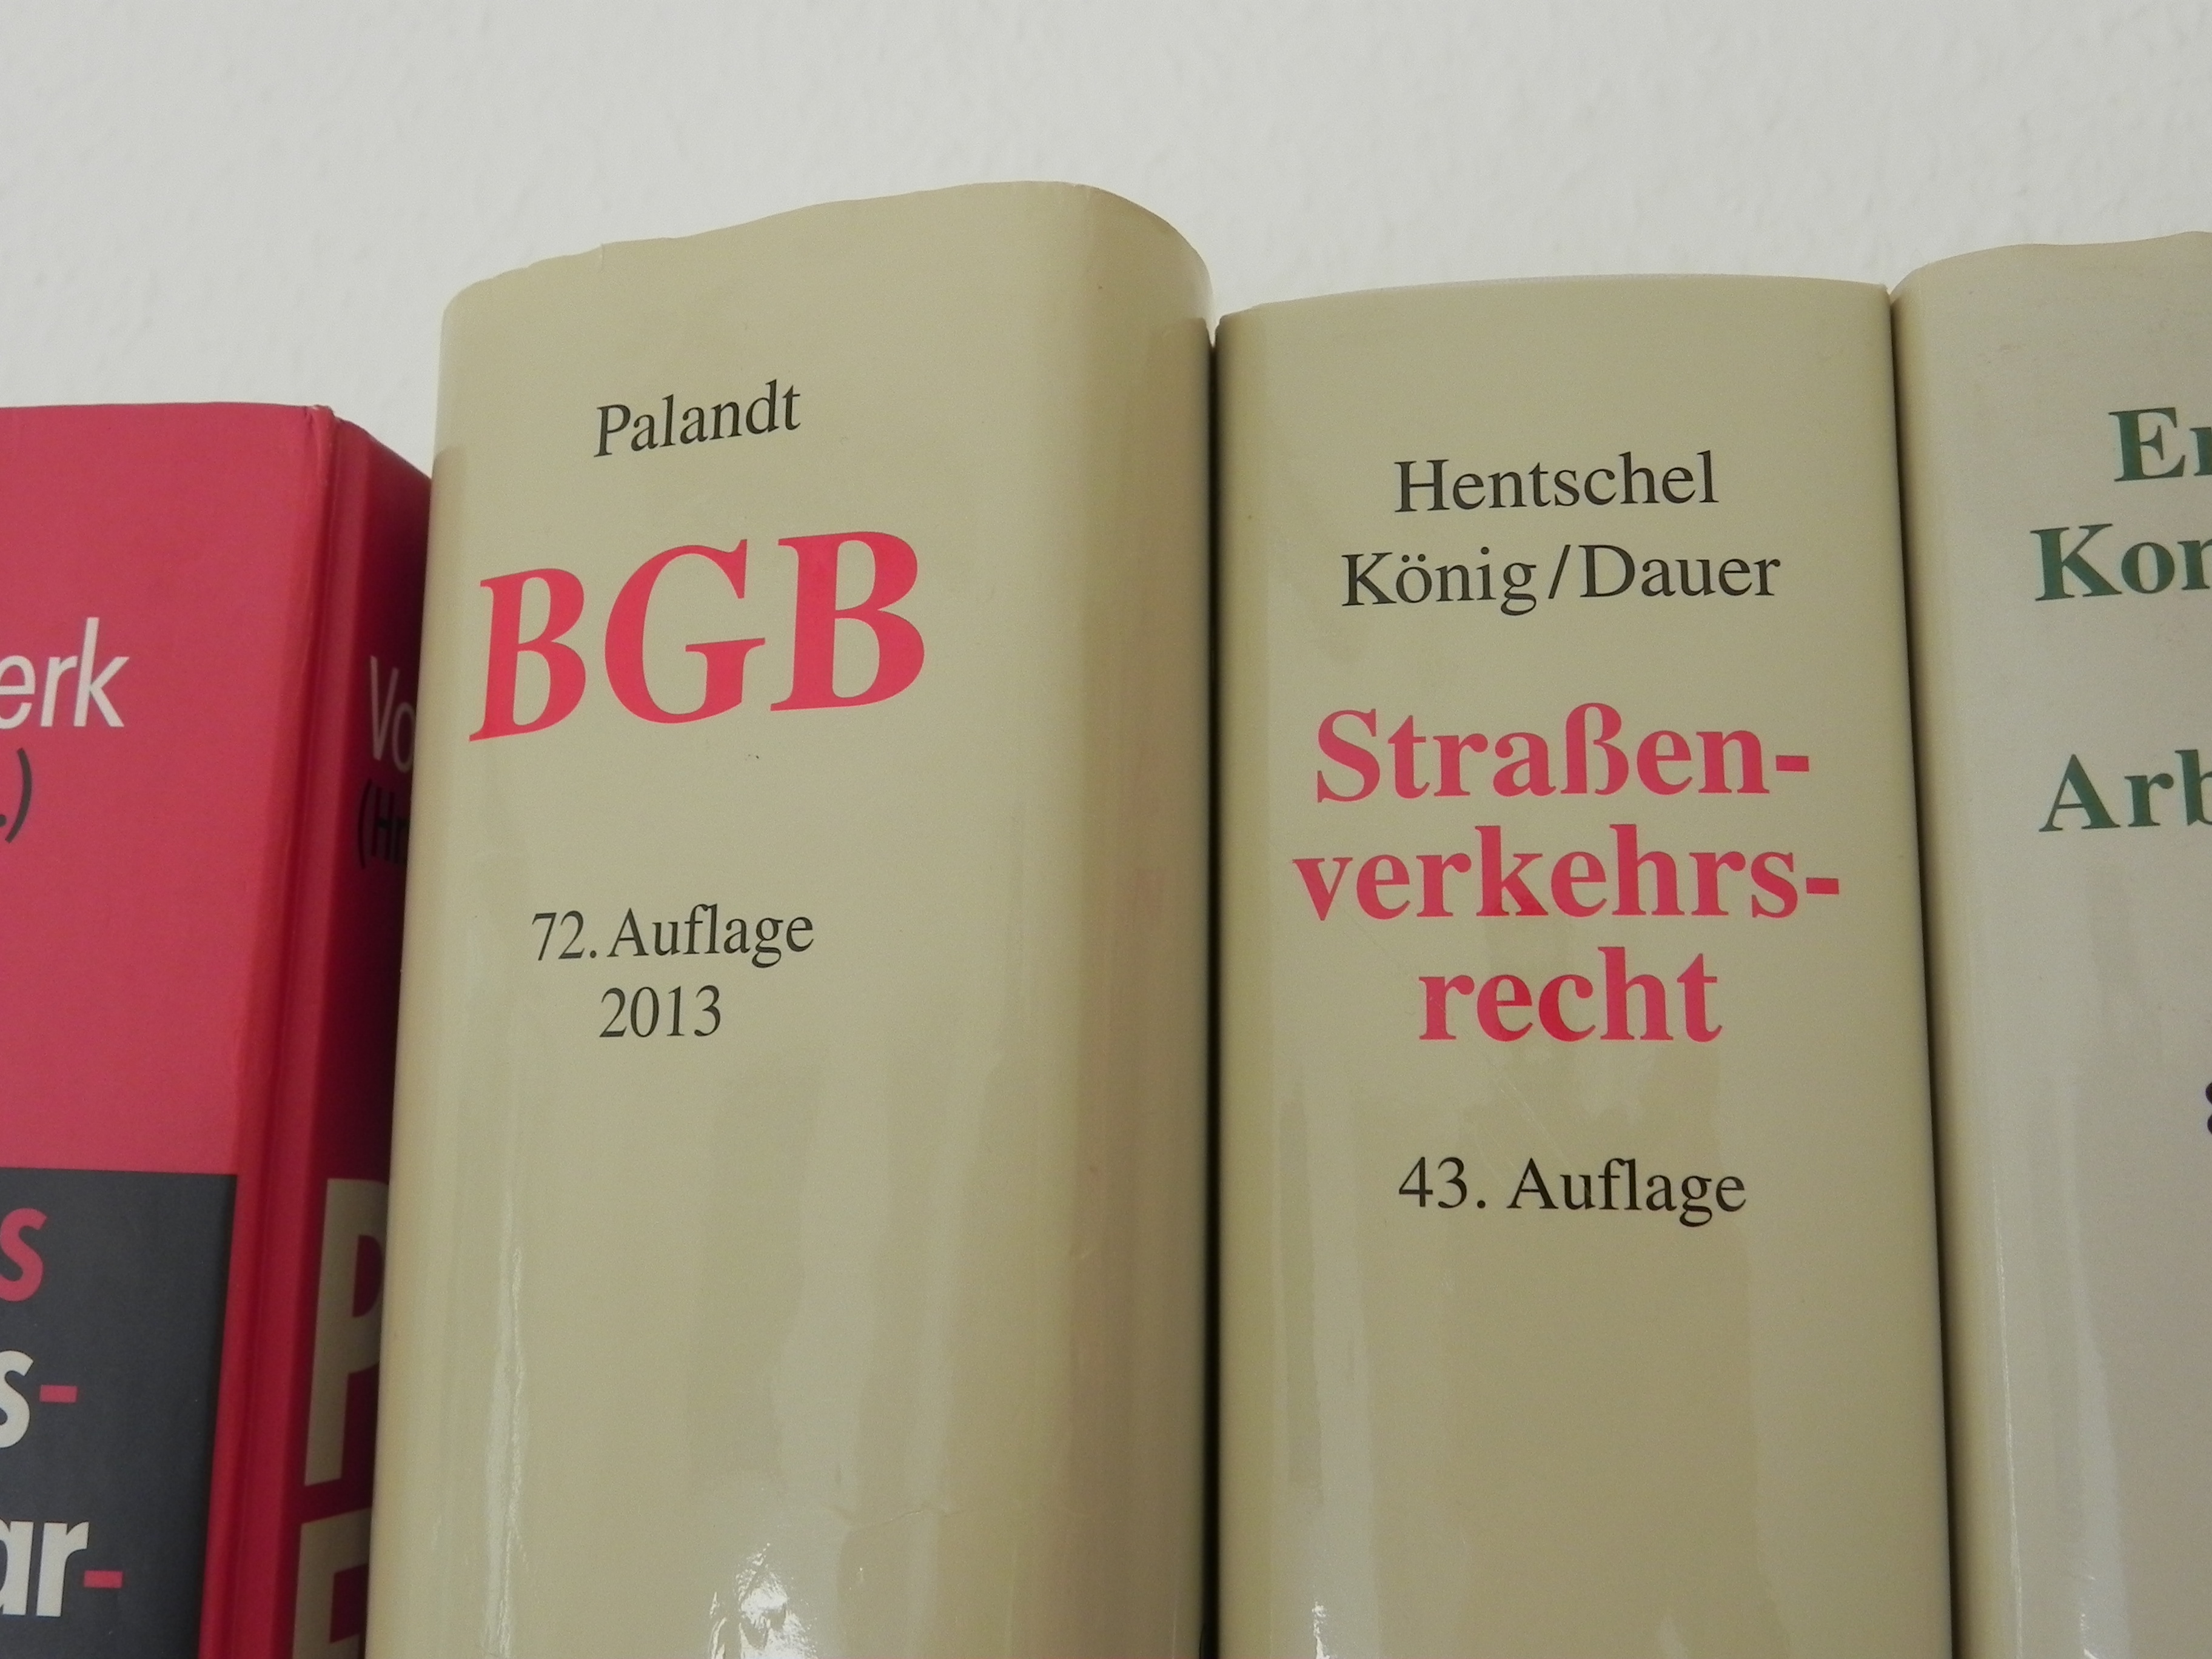 Palandt
BGB
72. Auflage
2013
Hentschel
König/Dauer
Straßen-
verkehrs-
recht
43. Auflage